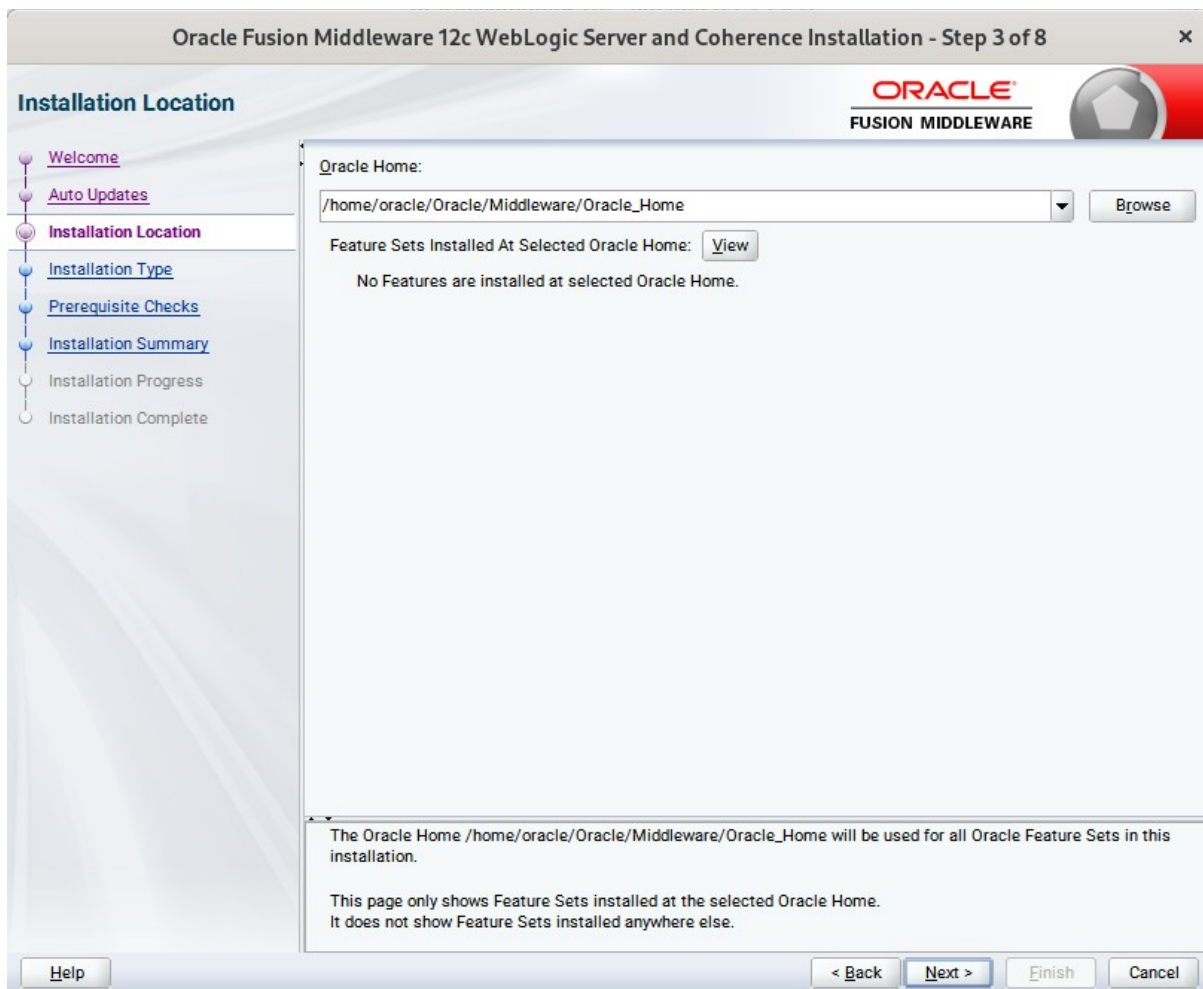 Oracle Fusion Middleware 12c WebLogic Server and Coherence Installation - Step 3 of 8
×
Installation Location
ORACLE
FUSION MIDDLEWARE
Welcome
Auto Updates
Installation Location
Installation Type
Prerequisite Checks
Installation Summary
Installation Progress
Installation Complete
Oracle Home:
/home/oracle/Oracle/Middleware/Oracle_Home
Browse
Feature Sets Installed At Selected Oracle Home: View
No Features are installed at selected Oracle Home.
The Oracle Home /home/oracle/Oracle/Middleware/Oracle_Home will be used for all Oracle Feature Sets in this
installation.
This page only shows Feature Sets installed at the selected Oracle Home.
It does not show Feature Sets installed anywhere else.
Help
< Back
Next >
Finish
Cancel